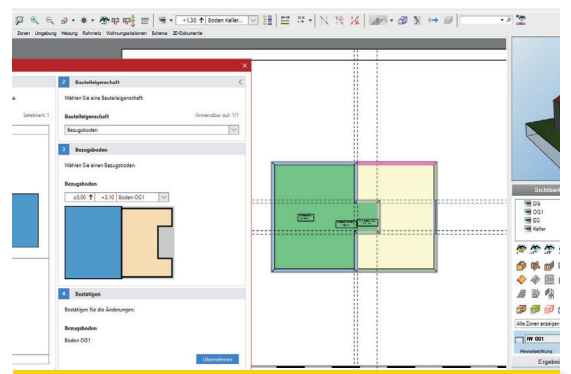 +1,30 Boden Keller...
Zonen Umgebung Heizung Rohrnetz Wohnungsstationen Schema 2D-Dokumente
2 Bauteileigenschaft
Wählen Sie eine Bauteileigenschaft.
Selektiert: 1
Bauteileigenschaft Anwendbar auf: 1/1
Bezugsboden
3 Bezugsboden
Wählen Sie einen Bezugsboden.
Bezugsboden
±0,00 +3,10 Boden OG1
4 Bestätigen
Bestätigen Sie die Änderungen.
Bezugsboden
Boden OG1
Übernehmen
Sichtbark
DG
OG1
EG
Keller
Alle Zonen anzeigen
IW 001
Himmelsrichtung
Ergebni